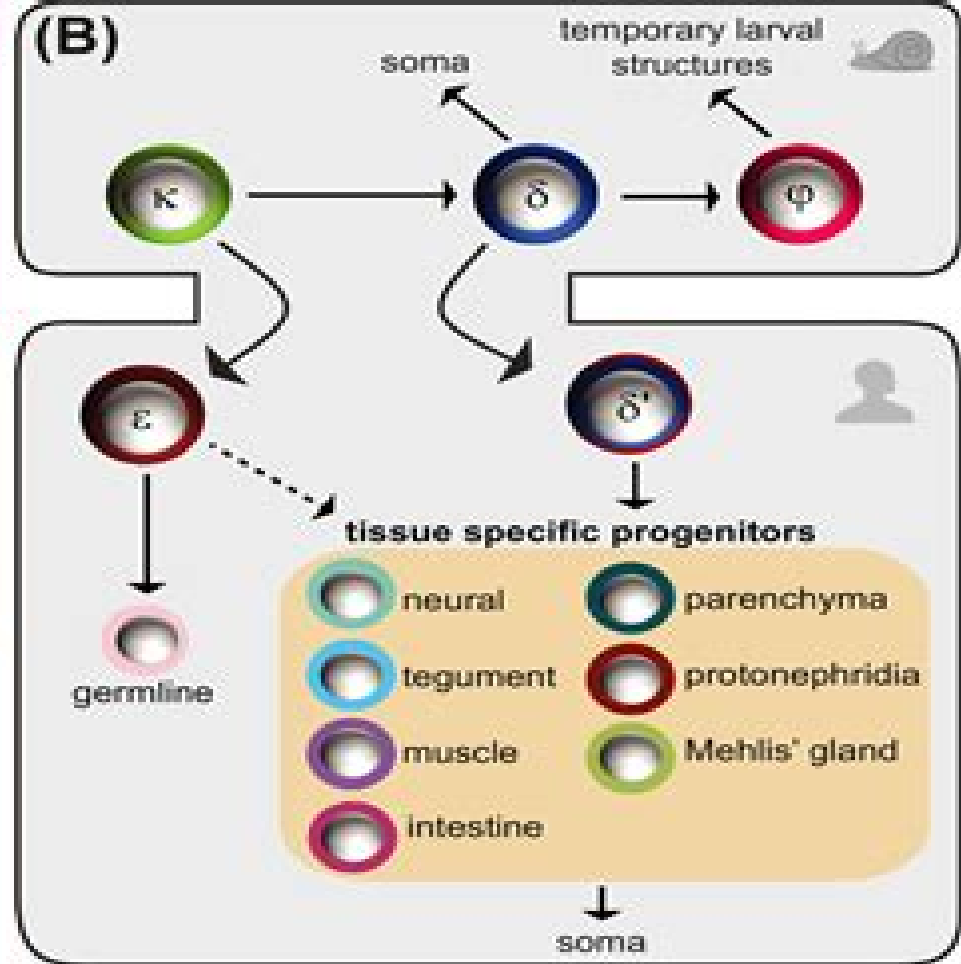 (B)
temporary larval
structures
soma
κ
δ
φ
ε
δ'
tissue specific progenitors
neural
parenchyma
tegument
protonephridia
muscle
Mehlis' gland
intestine
germline
soma